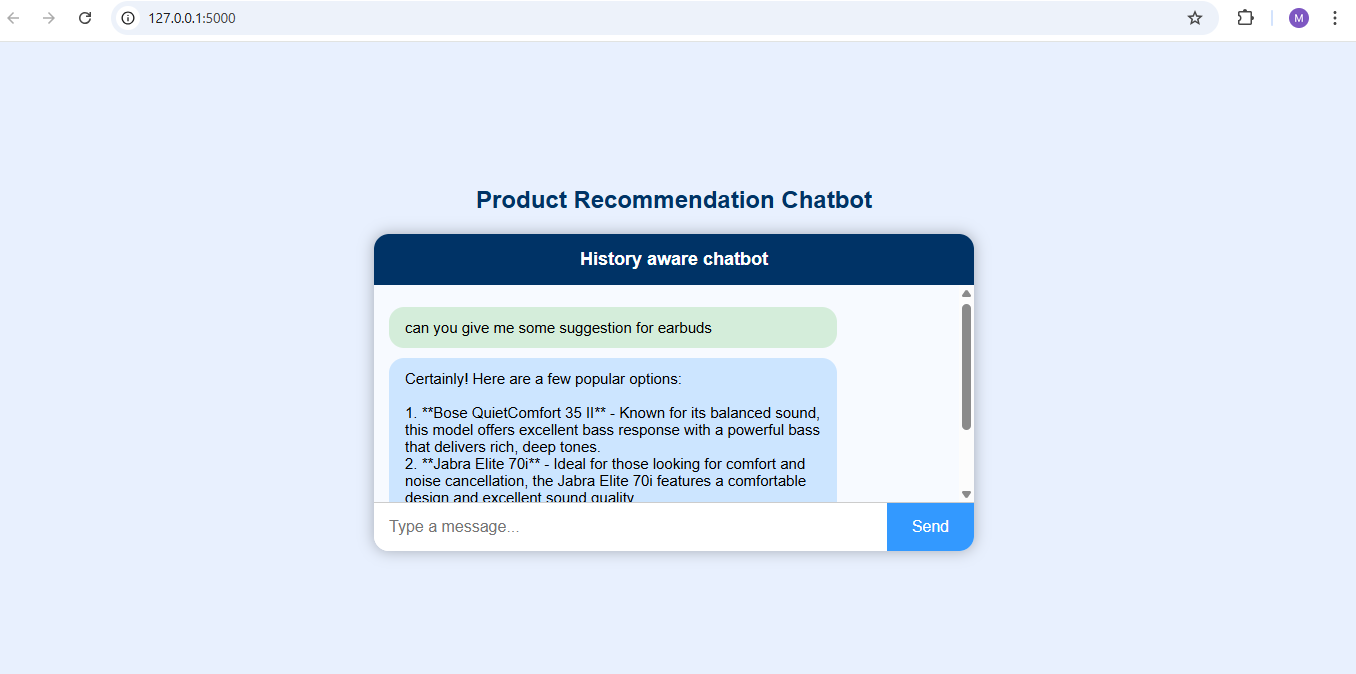 127.0.0.1:5000
M
Product Recommendation Chatbot
History aware chatbot
can you give me some suggestion for earbuds
Certainly! Here are a few popular options:
1. **Bose QuietComfort 35 II** - Known for its balanced sound,
this model offers excellent bass response with a powerful bass
that delivers rich, deep tones.
2. **Jabra Elite 70i** - Ideal for those looking for comfort and
noise cancellation, the Jabra Elite 70i features a comfortable
design and excellent sound quality
Type a message...
Send